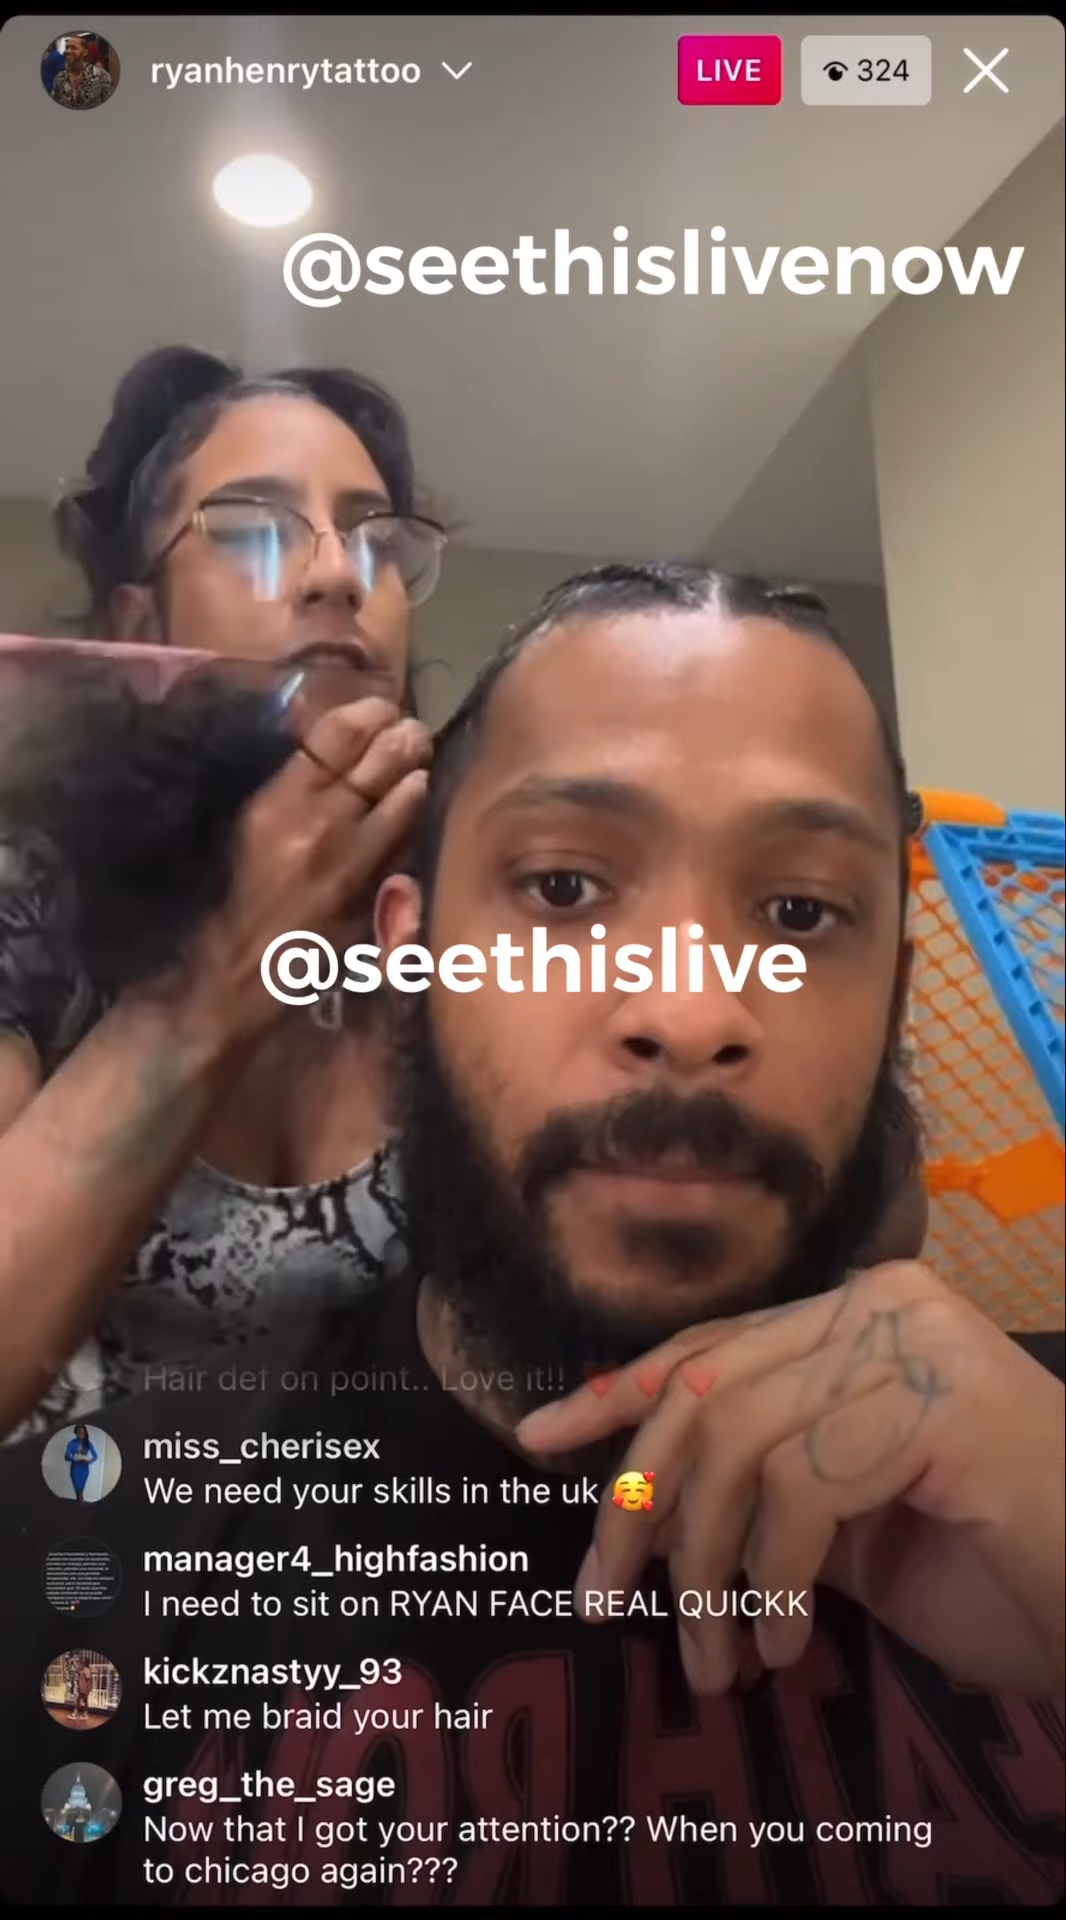 ryanhenrytattoo
LIVE
324
@seethislivenow
@seethislive
Hair def on point.. Love it!! ❤️❤️❤️
miss_cherisex
We need your skills in the uk 🥰
manager4_highfashion
I need to sit on RYAN FACE REAL QUICKK
kickznastyy_93
Let me braid your hair
greg_the_sage
Now that I got your attention?? When you coming
to chicago again???